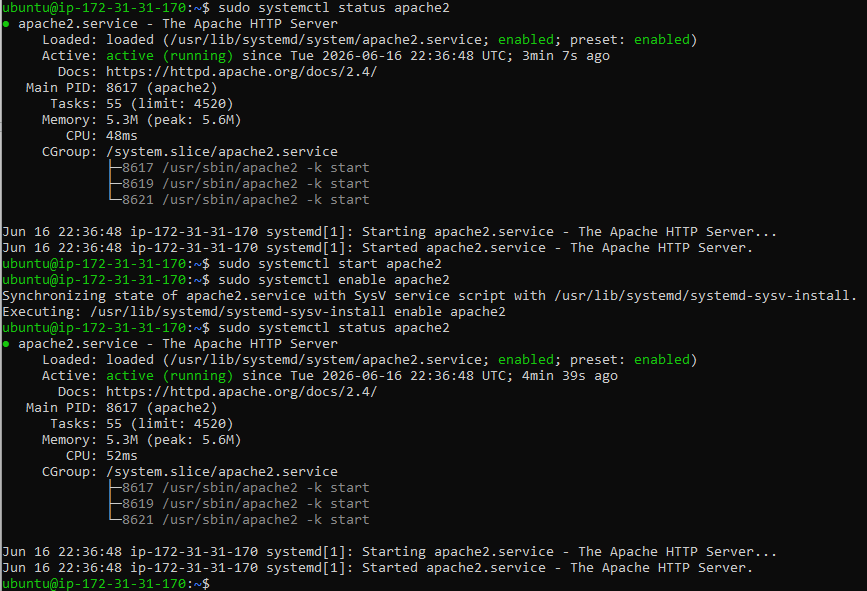 ubuntu@ip-172-31-31-170:~$ sudo systemctl status apache2
● apache2.service - The Apache HTTP Server
     Loaded: loaded (/usr/lib/systemd/system/apache2.service; enabled; preset: enabled)
     Active: active (running) since Tue 2026-06-16 22:36:48 UTC; 3min 7s ago
       Docs: https://httpd.apache.org/docs/2.4/
   Main PID: 8617 (apache2)
      Tasks: 55 (limit: 4520)
     Memory: 5.3M (peak: 5.6M)
        CPU: 48ms
     CGroup: /system.slice/apache2.service
             ├─8617 /usr/sbin/apache2 -k start
             ├─8619 /usr/sbin/apache2 -k start
             └─8621 /usr/sbin/apache2 -k start

Jun 16 22:36:48 ip-172-31-31-170 systemd[1]: Starting apache2.service - The Apache HTTP Server...
Jun 16 22:36:48 ip-172-31-31-170 systemd[1]: Started apache2.service - The Apache HTTP Server.
ubuntu@ip-172-31-31-170:~$ sudo systemctl start apache2
ubuntu@ip-172-31-31-170:~$ sudo systemctl enable apache2
Synchronizing state of apache2.service with SysV service script with /usr/lib/systemd/systemd-sysv-install.
Executing: /usr/lib/systemd/systemd-sysv-install enable apache2
ubuntu@ip-172-31-31-170:~$ sudo systemctl status apache2
● apache2.service - The Apache HTTP Server
     Loaded: loaded (/usr/lib/systemd/system/apache2.service; enabled; preset: enabled)
     Active: active (running) since Tue 2026-06-16 22:36:48 UTC; 4min 39s ago
       Docs: https://httpd.apache.org/docs/2.4/
   Main PID: 8617 (apache2)
      Tasks: 55 (limit: 4520)
     Memory: 5.3M (peak: 5.6M)
        CPU: 52ms
     CGroup: /system.slice/apache2.service
             ├─8617 /usr/sbin/apache2 -k start
             ├─8619 /usr/sbin/apache2 -k start
             └─8621 /usr/sbin/apache2 -k start

Jun 16 22:36:48 ip-172-31-31-170 systemd[1]: Starting apache2.service - The Apache HTTP Server...
Jun 16 22:36:48 ip-172-31-31-170 systemd[1]: Started apache2.service - The Apache HTTP Server.
ubuntu@ip-172-31-31-170:~$